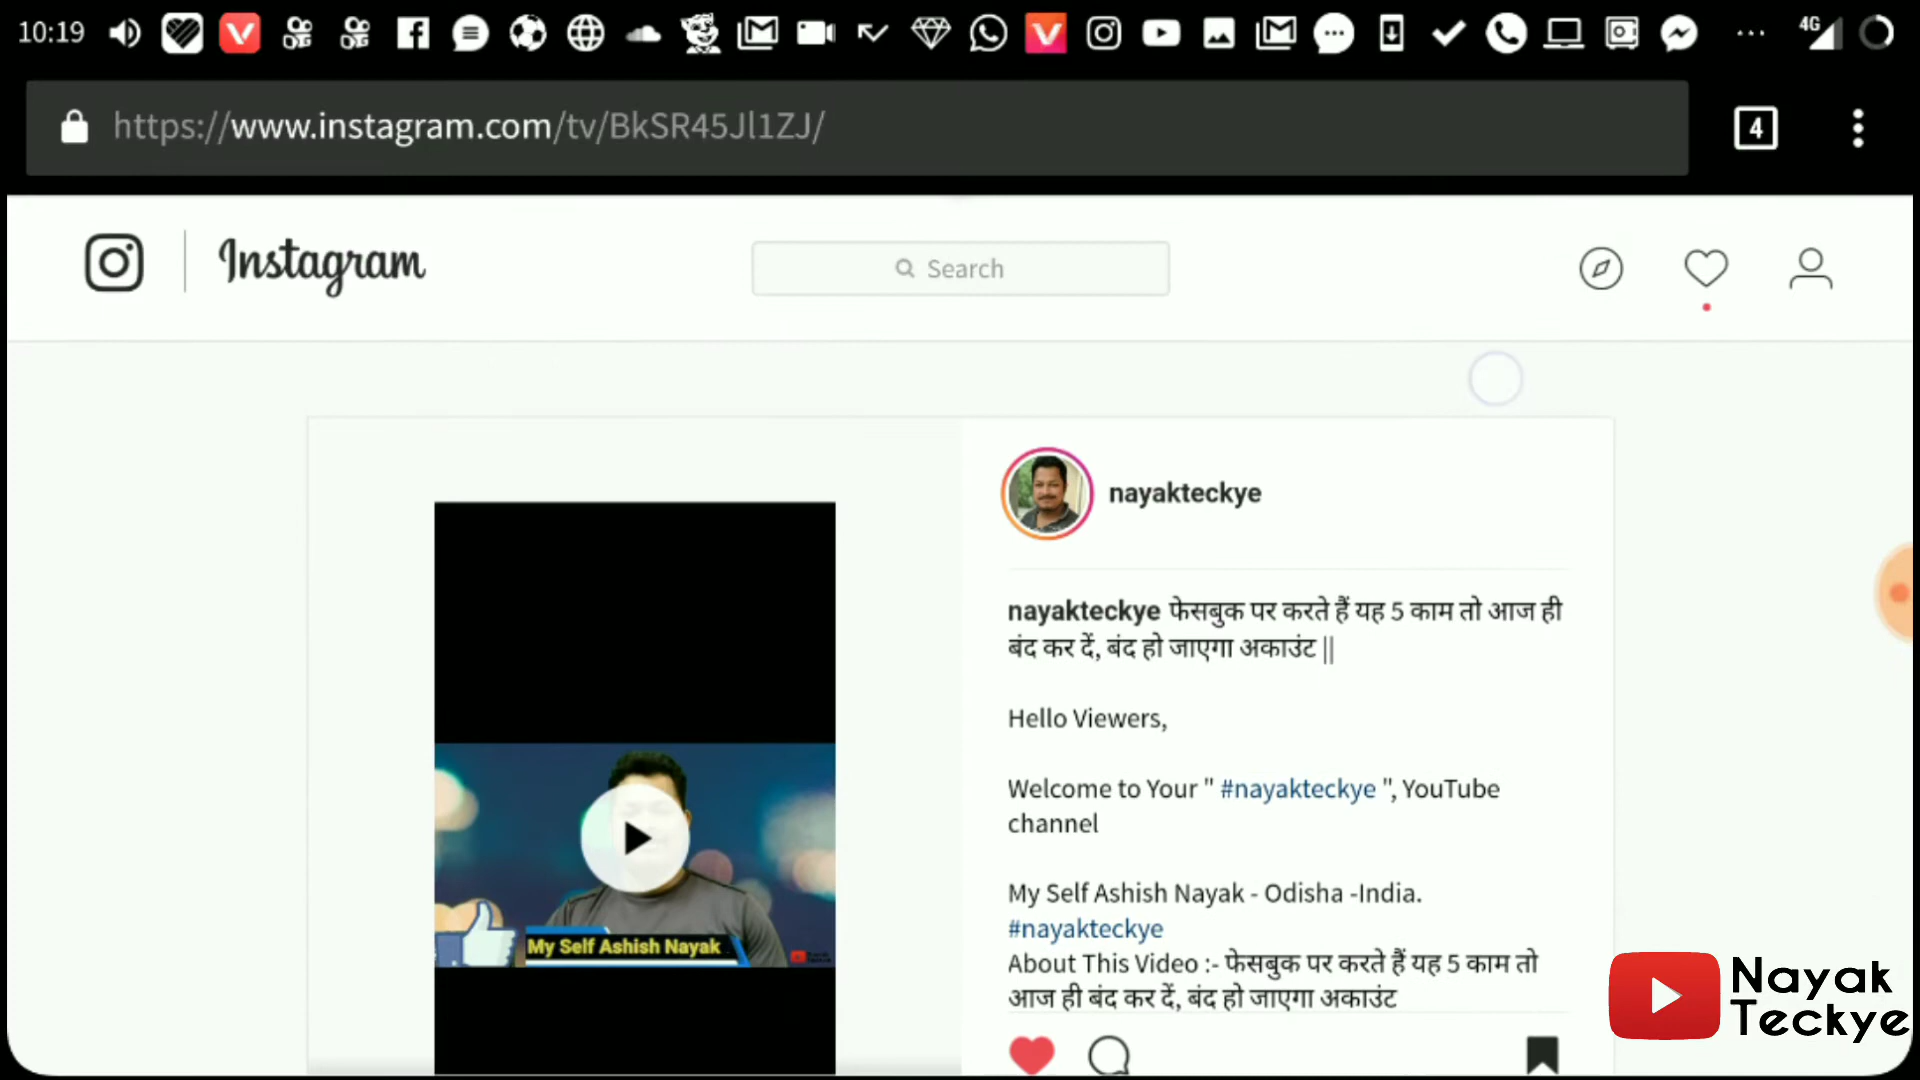 10:19
4G
https://www.instagram.com/tv/BkSR45Jl1ZJ/
4
Instagram
Search
nayakteckye
nayakteckye फेसबुक पर करते हैं यह 5 काम तो आज ही
बंद कर दें, बंद हो जाएगा अकाउंट ||
Hello Viewers,
Welcome to Your " #nayakteckye ", YouTube
channel
My Self Ashish Nayak - Odisha -India.
#nayakteckye
About This Video :- फेसबुक पर करते हैं यह 5 काम तो
आज ही बंद कर दें, बंद हो जाएगा अकाउंट
My Self Ashish Nayak
Nayak
Teckye